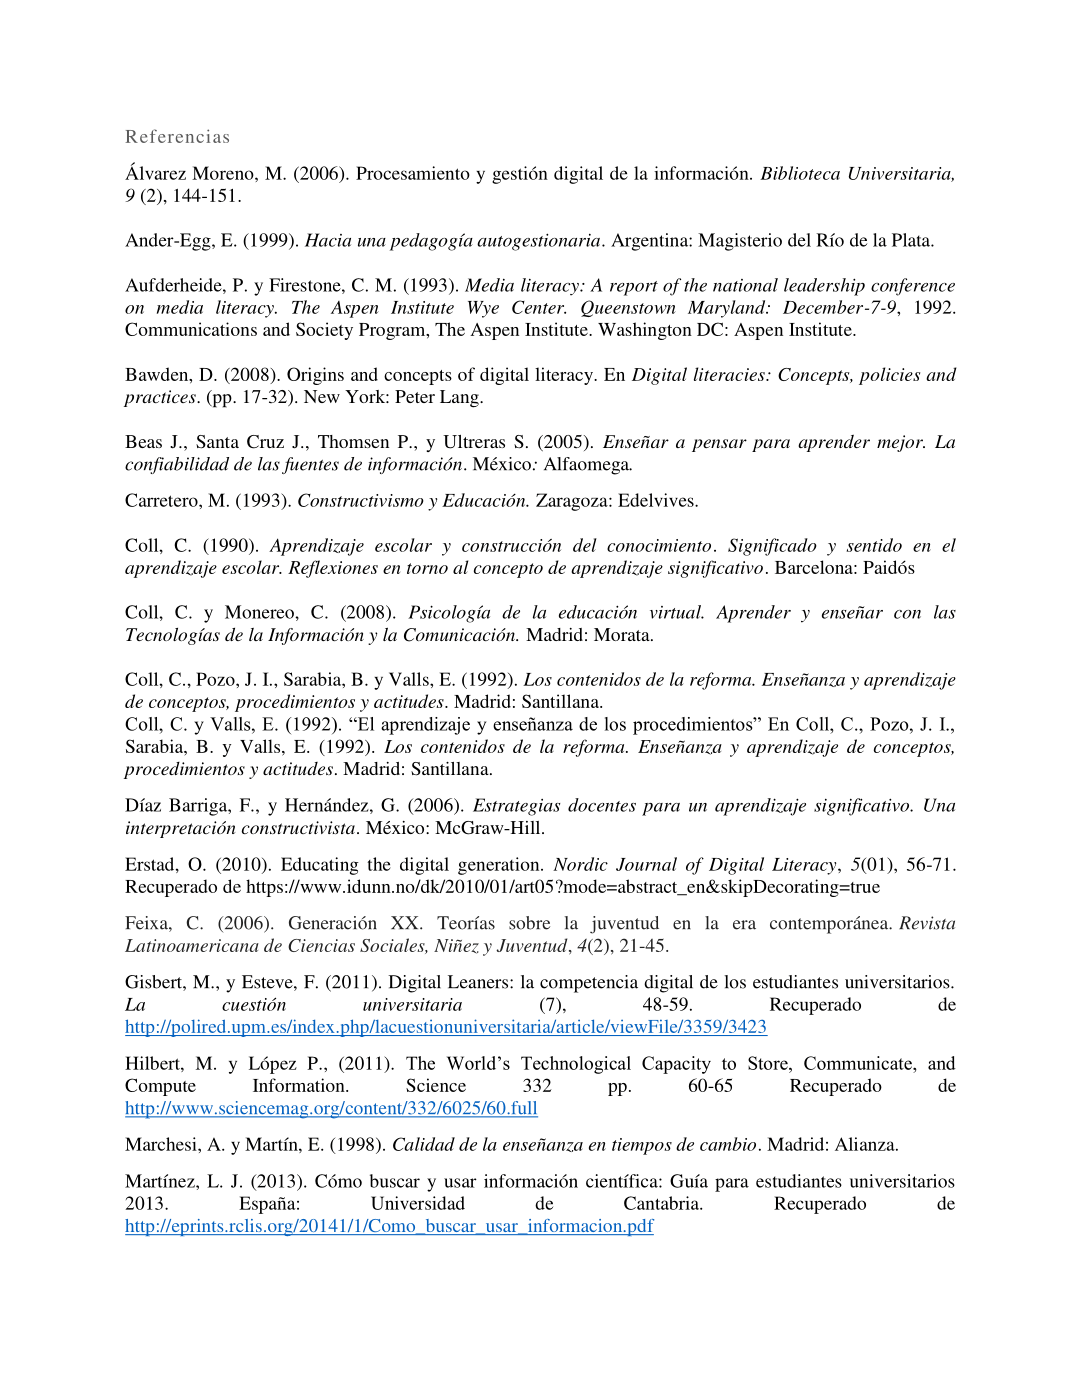 Referencias
Álvarez Moreno, M. (2006). Procesamiento y gestión digital de la información. Biblioteca Universitaria,
9 (2), 144-151.
Ander-Egg, E. (1999). Hacia una pedagogía autogestionaria. Argentina: Magisterio del Río de la Plata.
Aufderheide, P. y Firestone, C. M. (1993). Media literacy: A report of the national leadership conference
on media literacy. The Aspen Institute Wye Center. Queenstown Maryland: December-7-9, 1992.
Communications and Society Program, The Aspen Institute. Washington DC: Aspen Institute.
Bawden, D. (2008). Origins and concepts of digital literacy. En Digital literacies: Concepts, policies and
practices. (pp. 17-32). New York: Peter Lang.
Beas J., Santa Cruz J., Thomsen P., y Ultreras S. (2005). Enseñar a pensar para aprender mejor. La
confiabilidad de las fuentes de información. México: Alfaomega.
Carretero, M. (1993). Constructivismo y Educación. Zaragoza: Edelvives.
Coll, C. (1990). Aprendizaje escolar y construcción del conocimiento. Significado y sentido en el
aprendizaje escolar. Reflexiones en torno al concepto de aprendizaje significativo. Barcelona: Paidós
Coll, C. y Monereo, C. (2008). Psicología de la educación virtual. Aprender y enseñar con las
Tecnologías de la Información y la Comunicación. Madrid: Morata.
Coll, C., Pozo, J. I., Sarabia, B. y Valls, E. (1992). Los contenidos de la reforma. Enseñanza y aprendizaje
de conceptos, procedimientos y actitudes. Madrid: Santillana.
Coll, C. y Valls, E. (1992). “El aprendizaje y enseñanza de los procedimientos” En Coll, C., Pozo, J. I.,
Sarabia, B. y Valls, E. (1992). Los contenidos de la reforma. Enseñanza y aprendizaje de conceptos,
procedimientos y actitudes. Madrid: Santillana.
Díaz Barriga, F., y Hernández, G. (2006). Estrategias docentes para un aprendizaje significativo. Una
interpretación constructivista. México: McGraw-Hill.
Erstad, O. (2010). Educating the digital generation. Nordic Journal of Digital Literacy, 5(01), 56-71.
Recuperado de https://www.idunn.no/dk/2010/01/art05?mode=abstract_en&skipDecorating=true
Feixa, C. (2006). Generación XX. Teorías sobre la juventud en la era contemporánea. Revista
Latinoamericana de Ciencias Sociales, Niñez y Juventud, 4(2), 21-45.
Gisbert, M., y Esteve, F. (2011). Digital Leaners: la competencia digital de los estudiantes universitarios.
La cuestión universitaria (7), 48-59. Recuperado de
http://polired.upm.es/index.php/lacuestionuniversitaria/article/viewFile/3359/3423
Hilbert, M. y López P., (2011). The World’s Technological Capacity to Store, Communicate, and
Compute Information. Science 332 pp. 60-65 Recuperado de
http://www.sciencemag.org/content/332/6025/60.full
Marchesi, A. y Martín, E. (1998). Calidad de la enseñanza en tiempos de cambio. Madrid: Alianza.
Martínez, L. J. (2013). Cómo buscar y usar información científica: Guía para estudiantes universitarios
2013. España: Universidad de Cantabria. Recuperado de
http://eprints.rclis.org/20141/1/Como_buscar_usar_informacion.pdf